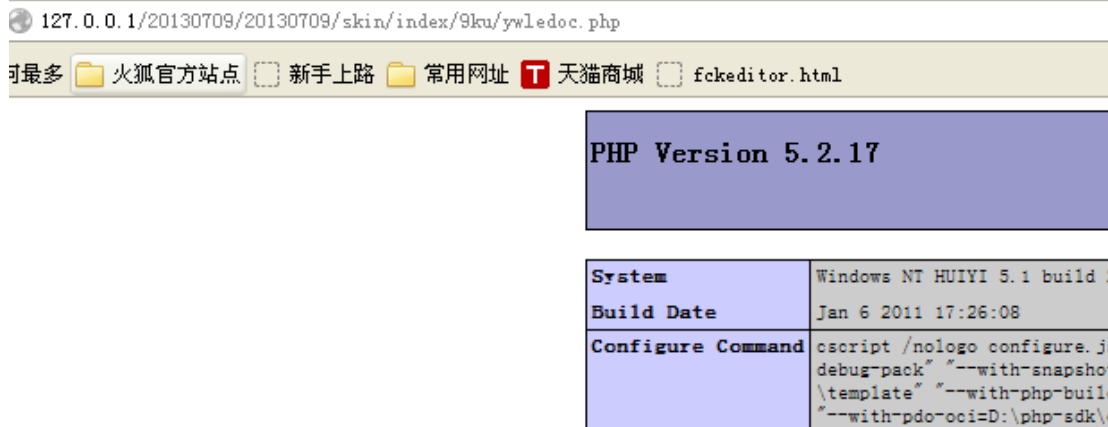 127.0.0.1/20130709/20130709/skin/index/9ku/ywledoc.php
最多 火狐官方站点 新手上路 常用网址 T 天猫商城 fckeditor.html
PHP Version 5.2.17
System Windows NT HUIYI 5.1 build
Build Date Jan 6 2011 17:26:08
Configure Command cscript /nologo configure.j
debug-pack" "--with-snapsho
\template" "--with-php-buil
"--with-pdo-oci=D:\php-sdk\